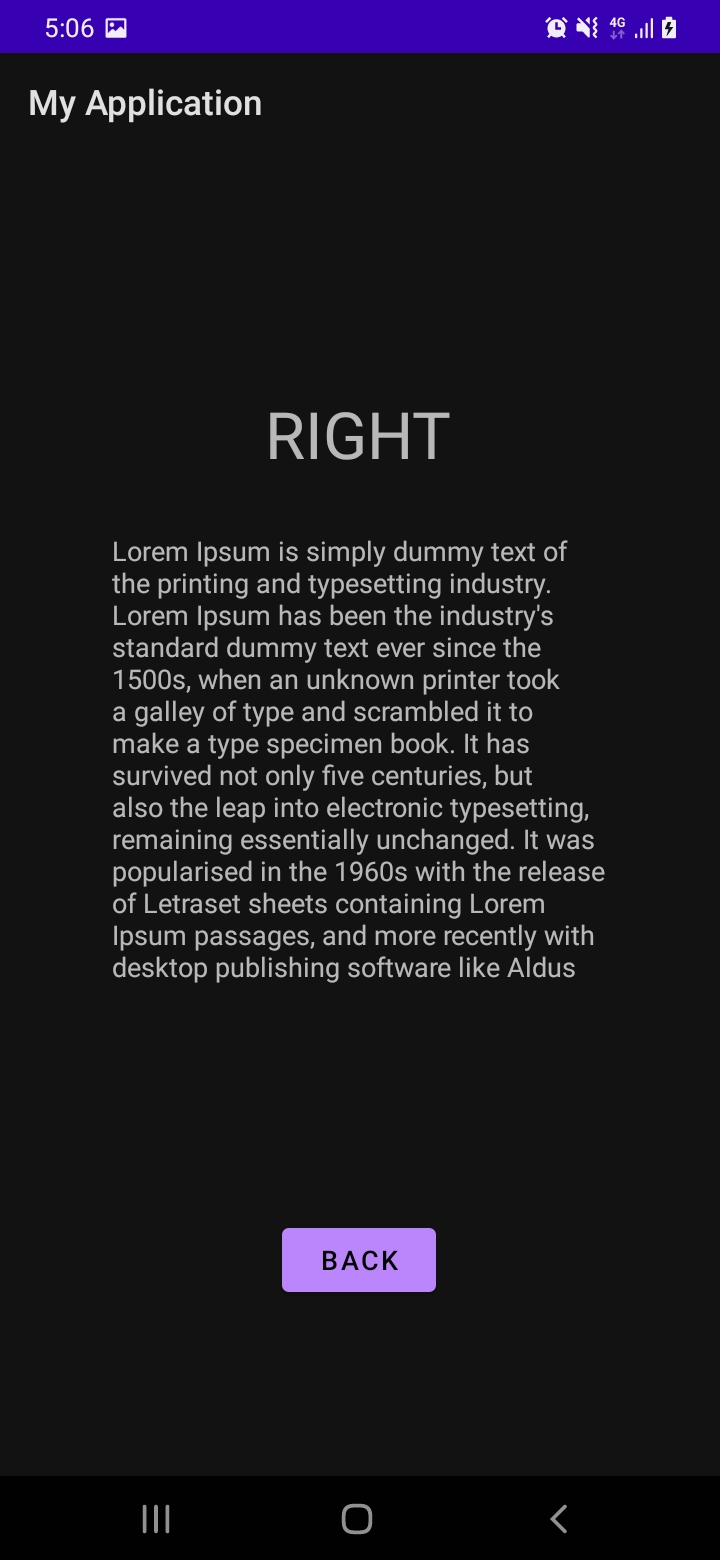 5:06
4G
My Application
RIGHT
Lorem Ipsum is simply dummy text of
the printing and typesetting industry.
Lorem Ipsum has been the industry's
standard dummy text ever since the
1500s, when an unknown printer took
a galley of type and scrambled it to
make a type specimen book. It has
survived not only five centuries, but
also the leap into electronic typesetting,
remaining essentially unchanged. It was
popularised in the 1960s with the release
of Letraset sheets containing Lorem
Ipsum passages, and more recently with
desktop publishing software like Aldus
BACK